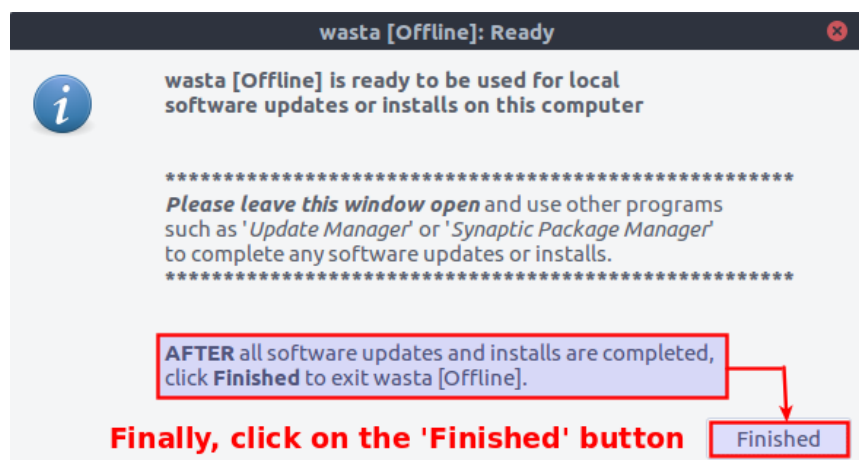 wasta [Offline]: Ready
wasta [Offline] is ready to be used for local
software updates or installs on this computer
******************************************************
Please leave this window open and use other programs
such as 'Update Manager' or 'Synaptic Package Manager'
to complete any software updates or installs.
******************************************************
AFTER all software updates and installs are completed,
click Finished to exit wasta [Offline].
Finally, click on the 'Finished' button
Finished